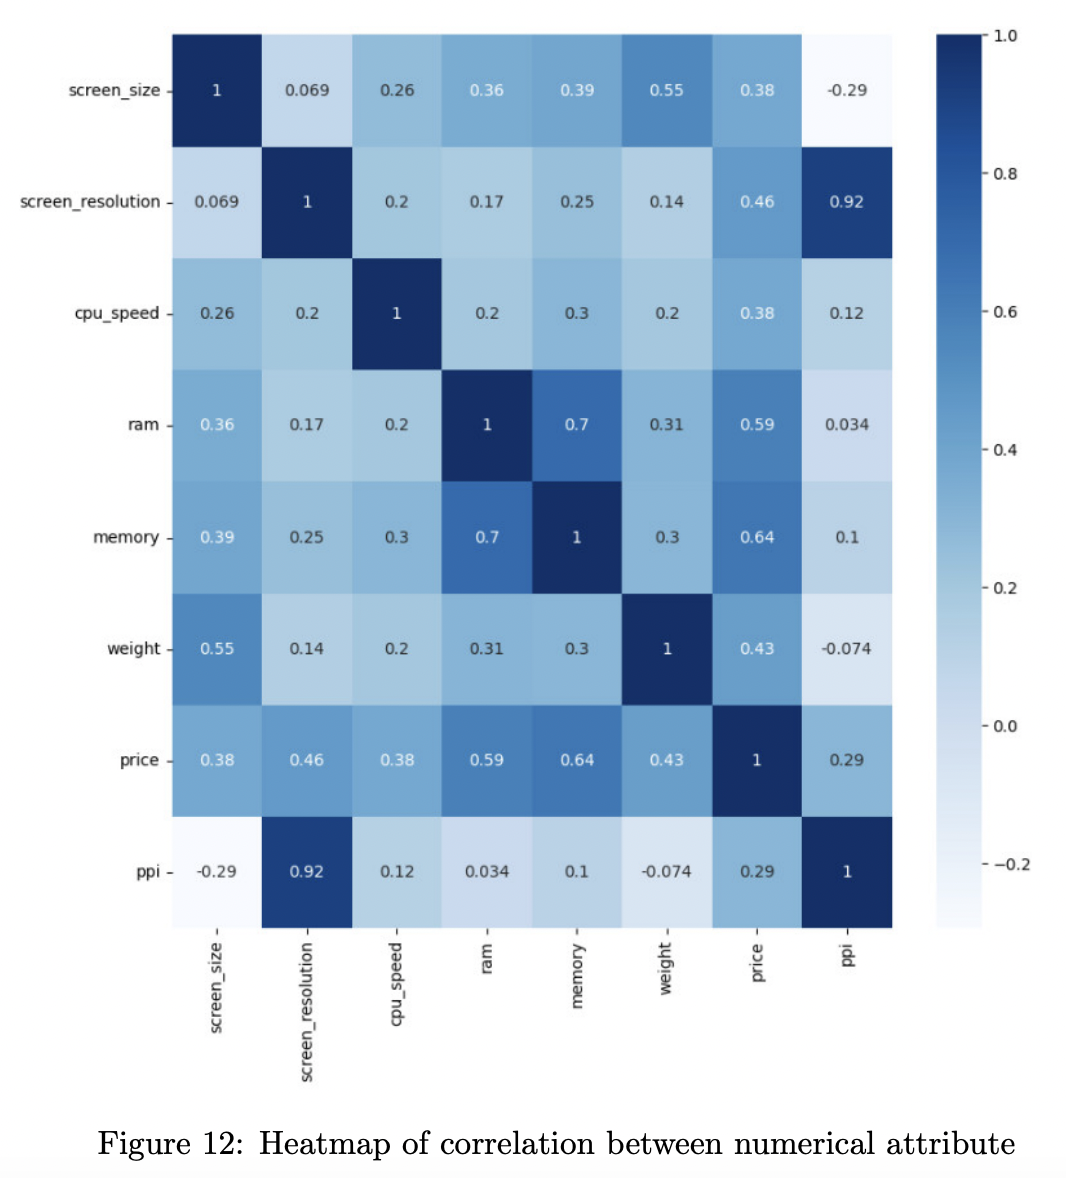 1.0
screen_size 1 0.069 0.26 0.36 0.39 0.55 0.38 -0.29
0.8
screen_resolution 0.069 1 0.2 0.17 0.25 0.14 0.46 0.92
cpu_speed 0.26 0.2 1 0.2 0.3 0.2 0.38 0.12
0.6
ram 0.36 0.17 0.2 1 0.7 0.31 0.59 0.034
0.4
memory 0.39 0.25 0.3 0.7 1 0.3 0.64 0.1
0.2
weight 0.55 0.14 0.2 0.31 0.3 1 0.43 -0.074
0.0
price 0.38 0.46 0.38 0.59 0.64 0.43 1 0.29
−0.2
ppi -0.29 0.92 0.12 0.034 0.1 -0.074 0.29 1
screen_size
screen_resolution
cpu_speed
ram
memory
weight
price
ppi
Figure 12: Heatmap of correlation between numerical attribute